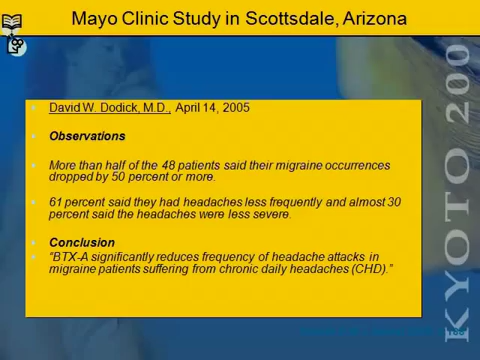 Mayo Clinic Study in Scottsdale, Arizona
David W. Dodick, M.D., April 14, 2005
Observations
More than half of the 48 patients said their migraine occurrences
dropped by 50 percent or more.
61 percent said they had headaches less frequently and almost 30
percent said the headaches were less severe.
Conclusion
“BTX-A significantly reduces frequency of headache attacks in
migraine patients suffering from chronic daily headaches (CHD).”
KYOTO 200